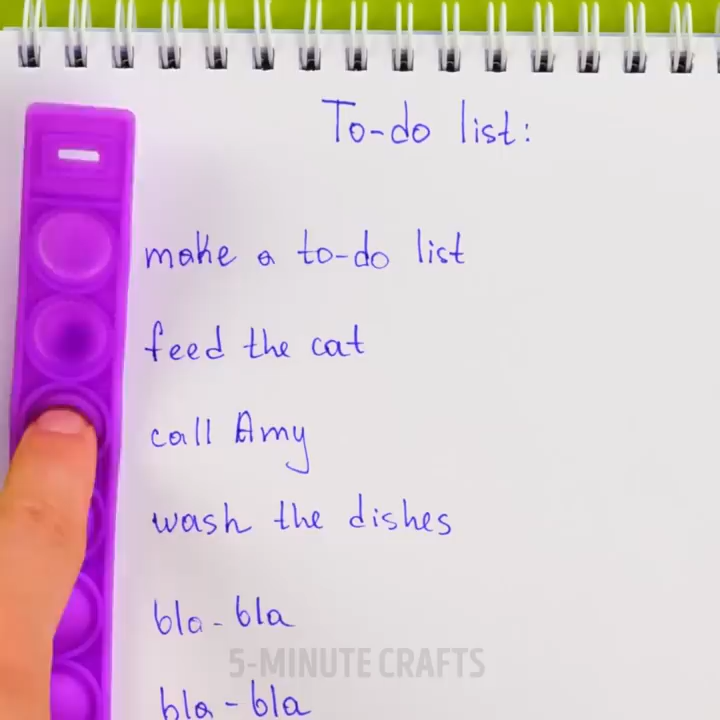 To-do list:
make a to-do list
feed the cat
call Amy
wash the dishes
bla-bla
5-MINUTE CRAFTS
bla-bla